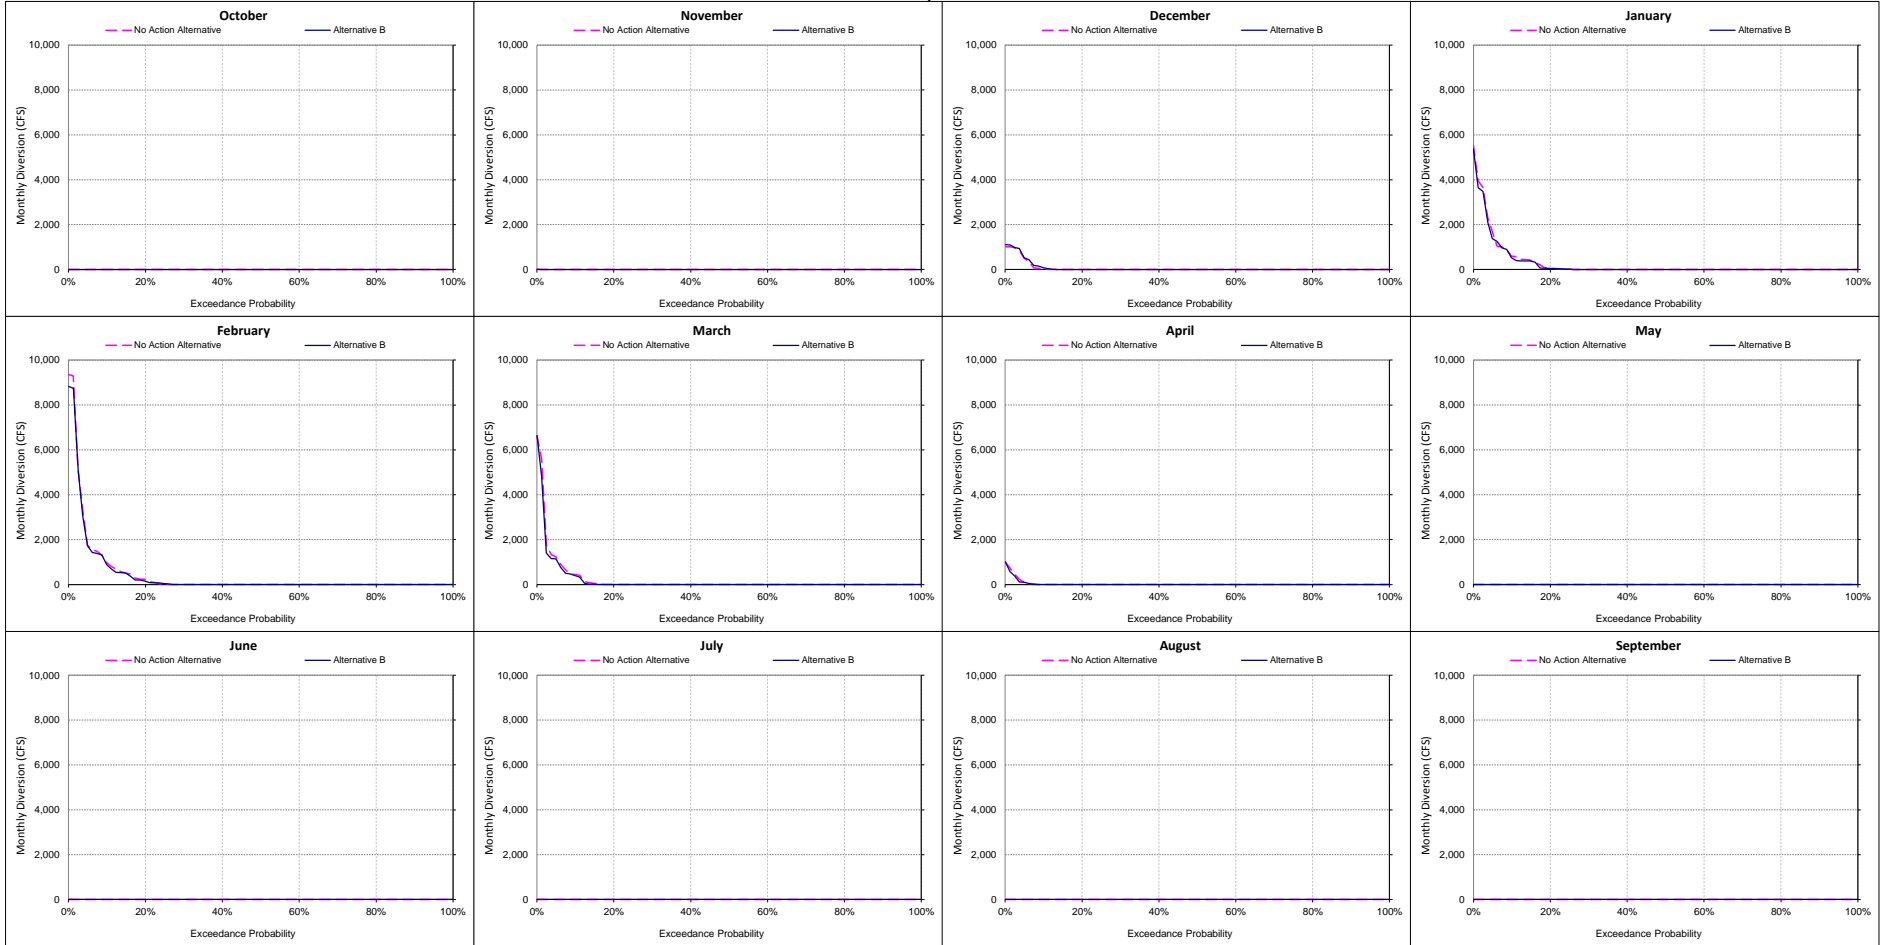 October
No Action Alternative Alternative B
10,000
8,000
6,000
4,000
2,000
0
Monthly Diversion (CFS)
0% 20% 40% 60% 80% 100%
Exceedance Probability
November
No Action Alternative Alternative B
10,000
8,000
6,000
4,000
2,000
0
Monthly Diversion (CFS)
0% 20% 40% 60% 80% 100%
Exceedance Probability
December
No Action Alternative Alternative B
10,000
8,000
6,000
4,000
2,000
0
Monthly Diversion (CFS)
0% 20% 40% 60% 80% 100%
Exceedance Probability
January
No Action Alternative Alternative B
10,000
8,000
6,000
4,000
2,000
0
Monthly Diversion (CFS)
0% 20% 40% 60% 80% 100%
Exceedance Probability
February
No Action Alternative Alternative B
10,000
8,000
6,000
4,000
2,000
0
Monthly Diversion (CFS)
0% 20% 40% 60% 80% 100%
Exceedance Probability
March
No Action Alternative Alternative B
10,000
8,000
6,000
4,000
2,000
0
Monthly Diversion (CFS)
0% 20% 40% 60% 80% 100%
Exceedance Probability
April
No Action Alternative Alternative B
10,000
8,000
6,000
4,000
2,000
0
Monthly Diversion (CFS)
0% 20% 40% 60% 80% 100%
Exceedance Probability
May
No Action Alternative Alternative B
10,000
8,000
6,000
4,000
2,000
0
Monthly Diversion (CFS)
0% 20% 40% 60% 80% 100%
Exceedance Probability
June
No Action Alternative Alternative B
10,000
8,000
6,000
4,000
2,000
0
Monthly Diversion (CFS)
0% 20% 40% 60% 80% 100%
Exceedance Probability
July
No Action Alternative Alternative B
10,000
8,000
6,000
4,000
2,000
0
Monthly Diversion (CFS)
0% 20% 40% 60% 80% 100%
Exceedance Probability
August
No Action Alternative Alternative B
10,000
8,000
6,000
4,000
2,000
0
Monthly Diversion (CFS)
0% 20% 40% 60% 80% 100%
Exceedance Probability
September
No Action Alternative Alternative B
10,000
8,000
6,000
4,000
2,000
0
Monthly Diversion (CFS)
0% 20% 40% 60% 80% 100%
Exceedance Probability